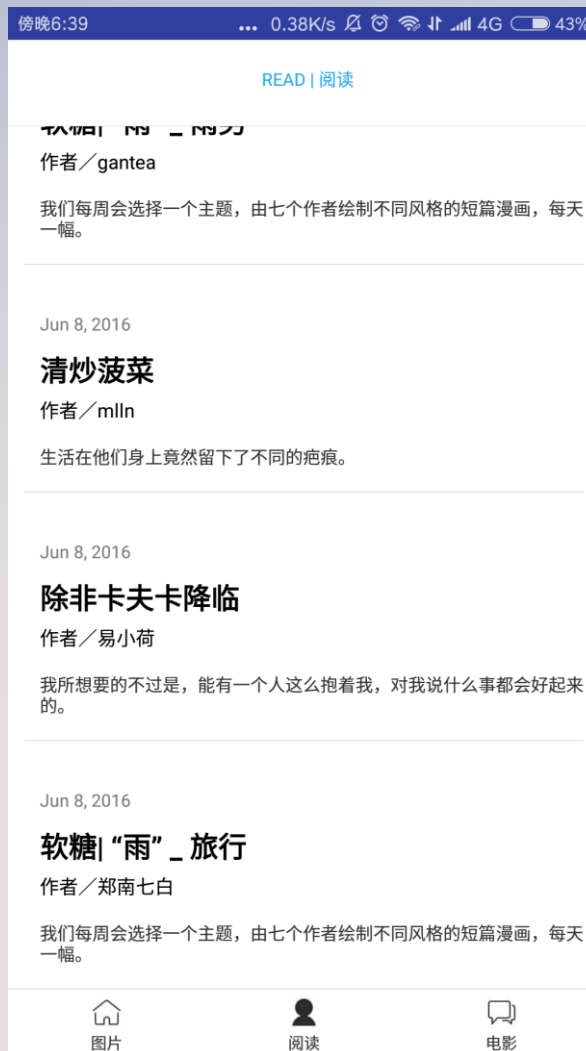 傍晚6:39 ... 0.38K/s 4G 43%
READ | 阅读
软糖| “雨” _ 雨男
作者／gantea
我们每周会选择一个主题，由七个作者绘制不同风格的短篇漫画，每天
一幅。
Jun 8, 2016
清炒菠菜
作者／mlln
生活在他们身上竟然留下了不同的疤痕。
Jun 8, 2016
除非卡夫卡降临
作者／易小荷
我所想要的不过是，能有一个人这么抱着我，对我说什么事都会好起来
的。
Jun 8, 2016
软糖| “雨” _ 旅行
作者／郑南七白
我们每周会选择一个主题，由七个作者绘制不同风格的短篇漫画，每天
一幅。
图片 阅读 电影